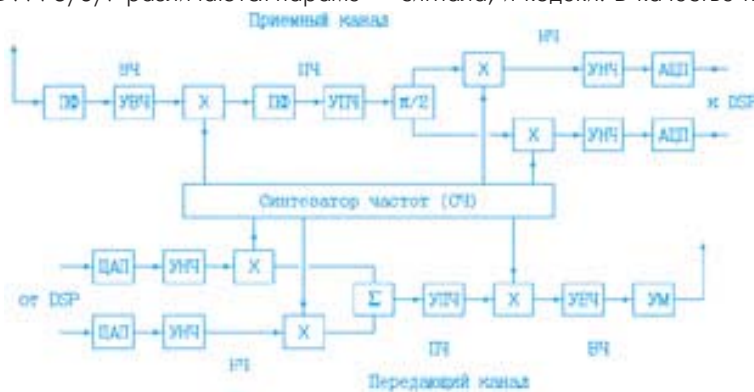 различаются
Приемный канал
ВЧ ПЧ НЧ
ПФ УВЧ X ПФ УПЧ π/2 X УНЧ АЦП
к DSP
X УНЧ АЦП
Синтезатор частот (СЧ)
ЦАП УНЧ X
от DSP
Σ УПЧ X УВЧ УМ
ЦАП УНЧ X
НЧ ПЧ ВЧ
Передающий канал